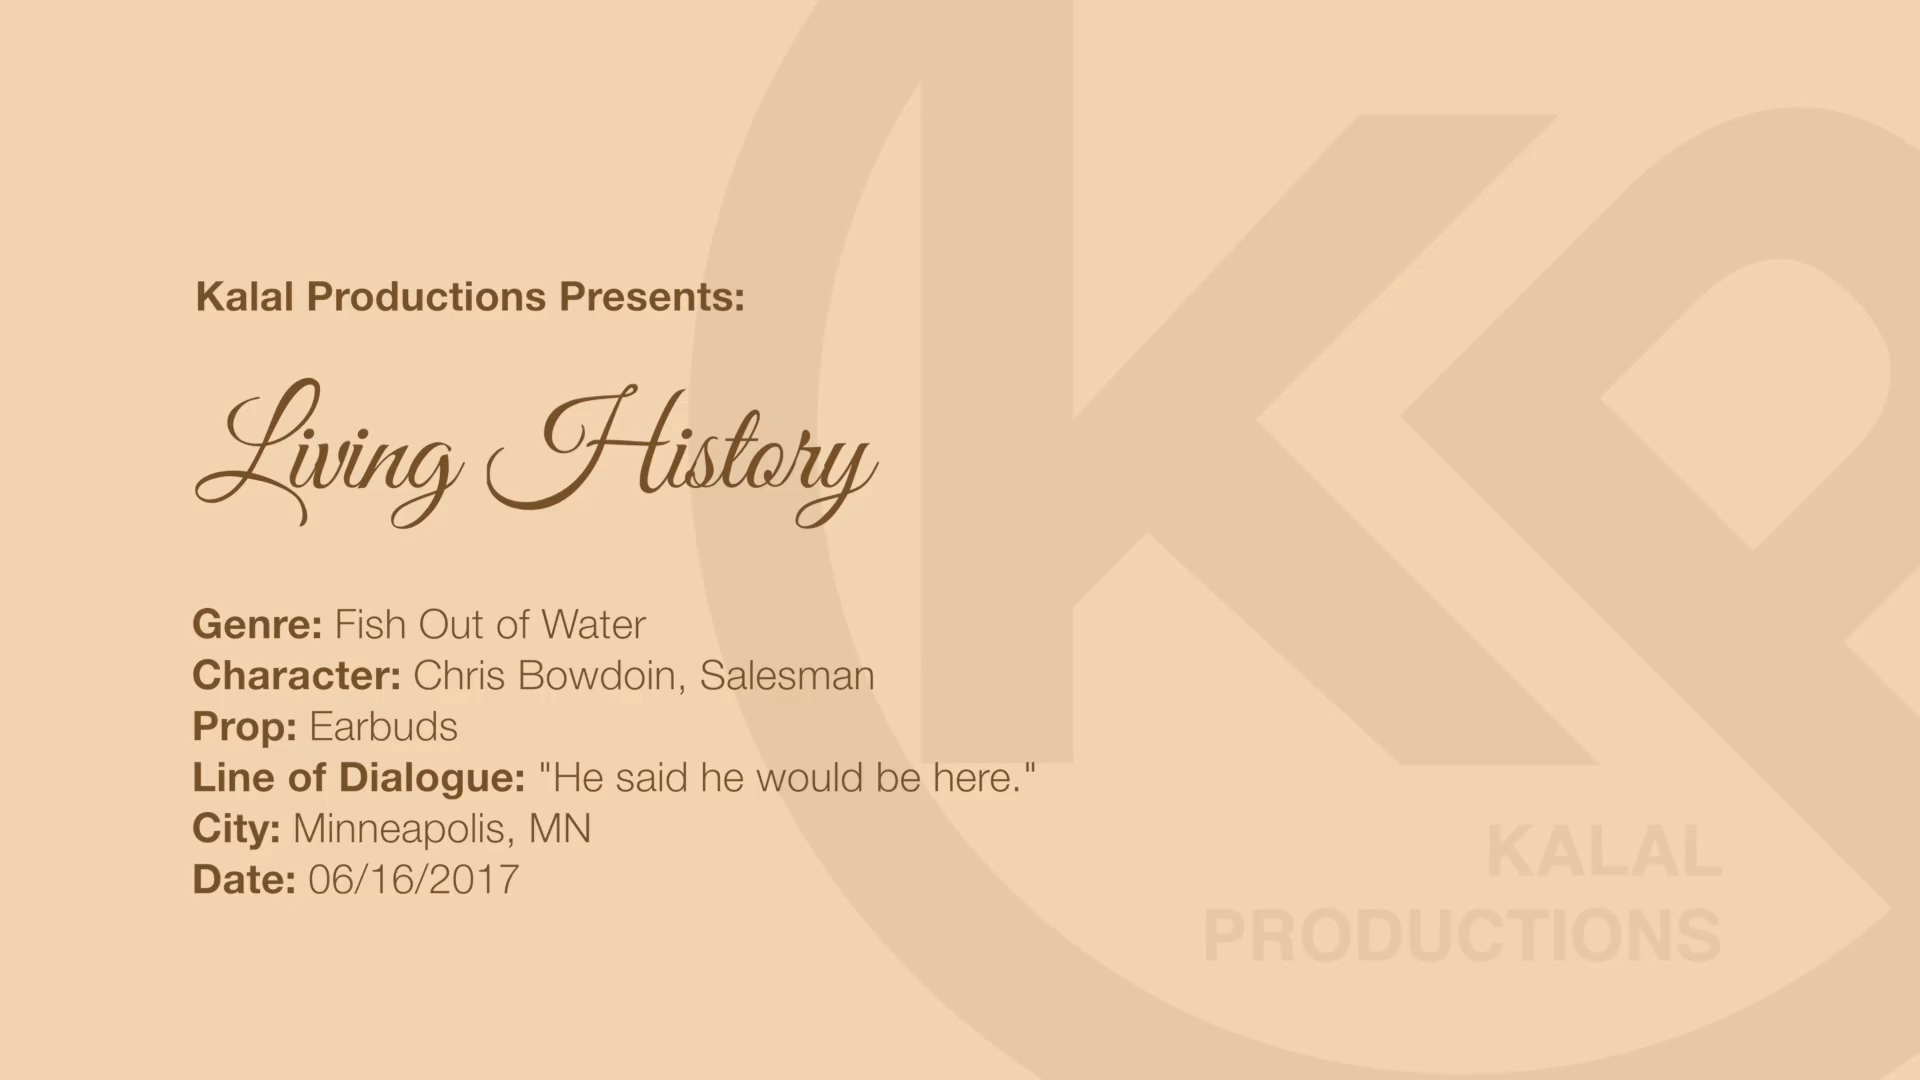 Kalal Productions Presents:
Living History
Genre: Fish Out of Water
Character: Chris Bowdoin, Salesman
Prop: Earbuds
Line of Dialogue: "He said he would be here."
City: Minneapolis, MN
Date: 06/16/2017
KP
KALAL
PRODUCTIONS